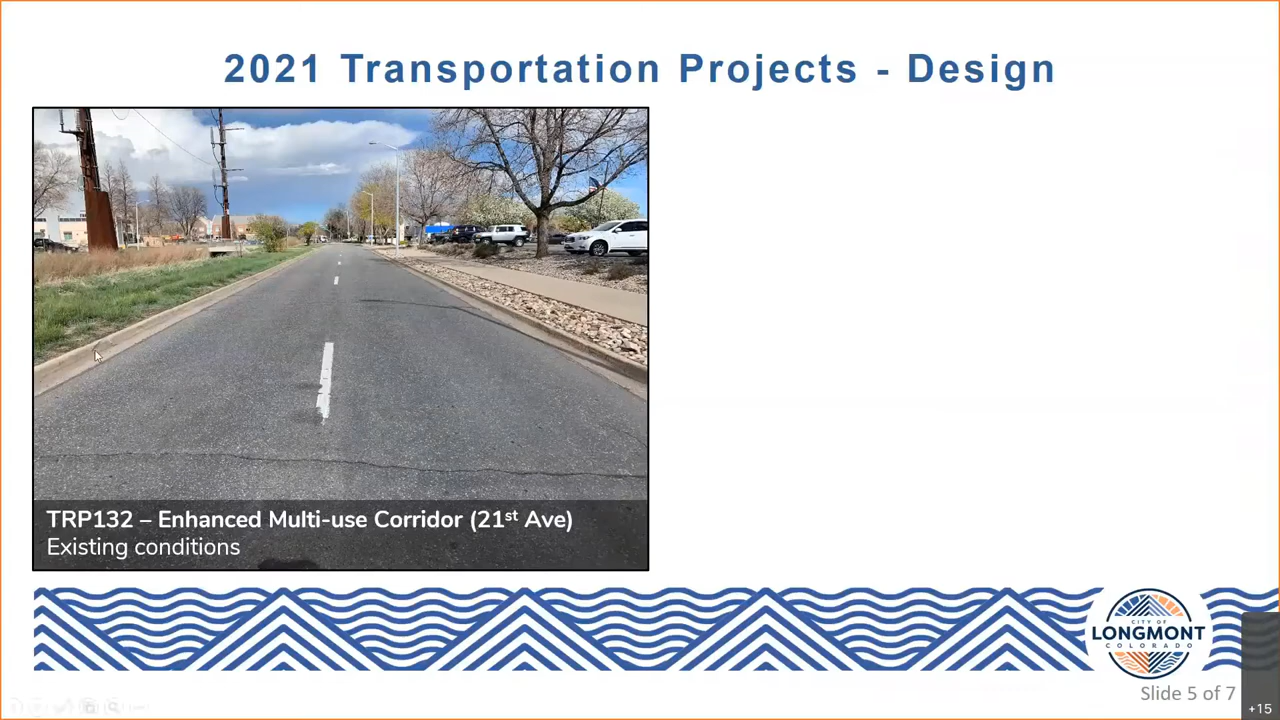 2021 Transportation Projects - Design
TRP132 – Enhanced Multi-use Corridor (21st Ave)
Existing conditions
CITY OF
LONGMONT
COLORADO
Slide 5 of 7
+15